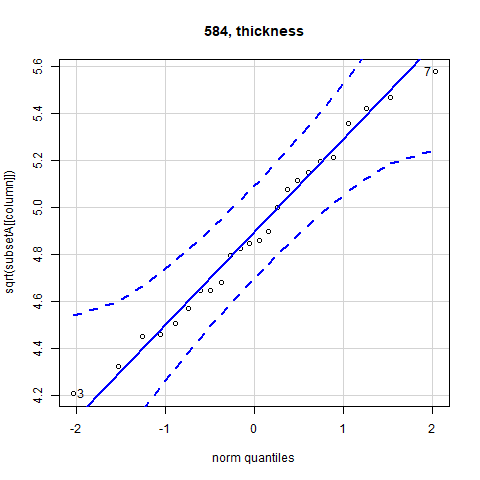 584, thickness
sqrt(subsetA[[column]])
5.6
5.4
5.2
5.0
4.8
4.6
4.4
4.2
7
3
-2 -1 0 1 2
norm quantiles